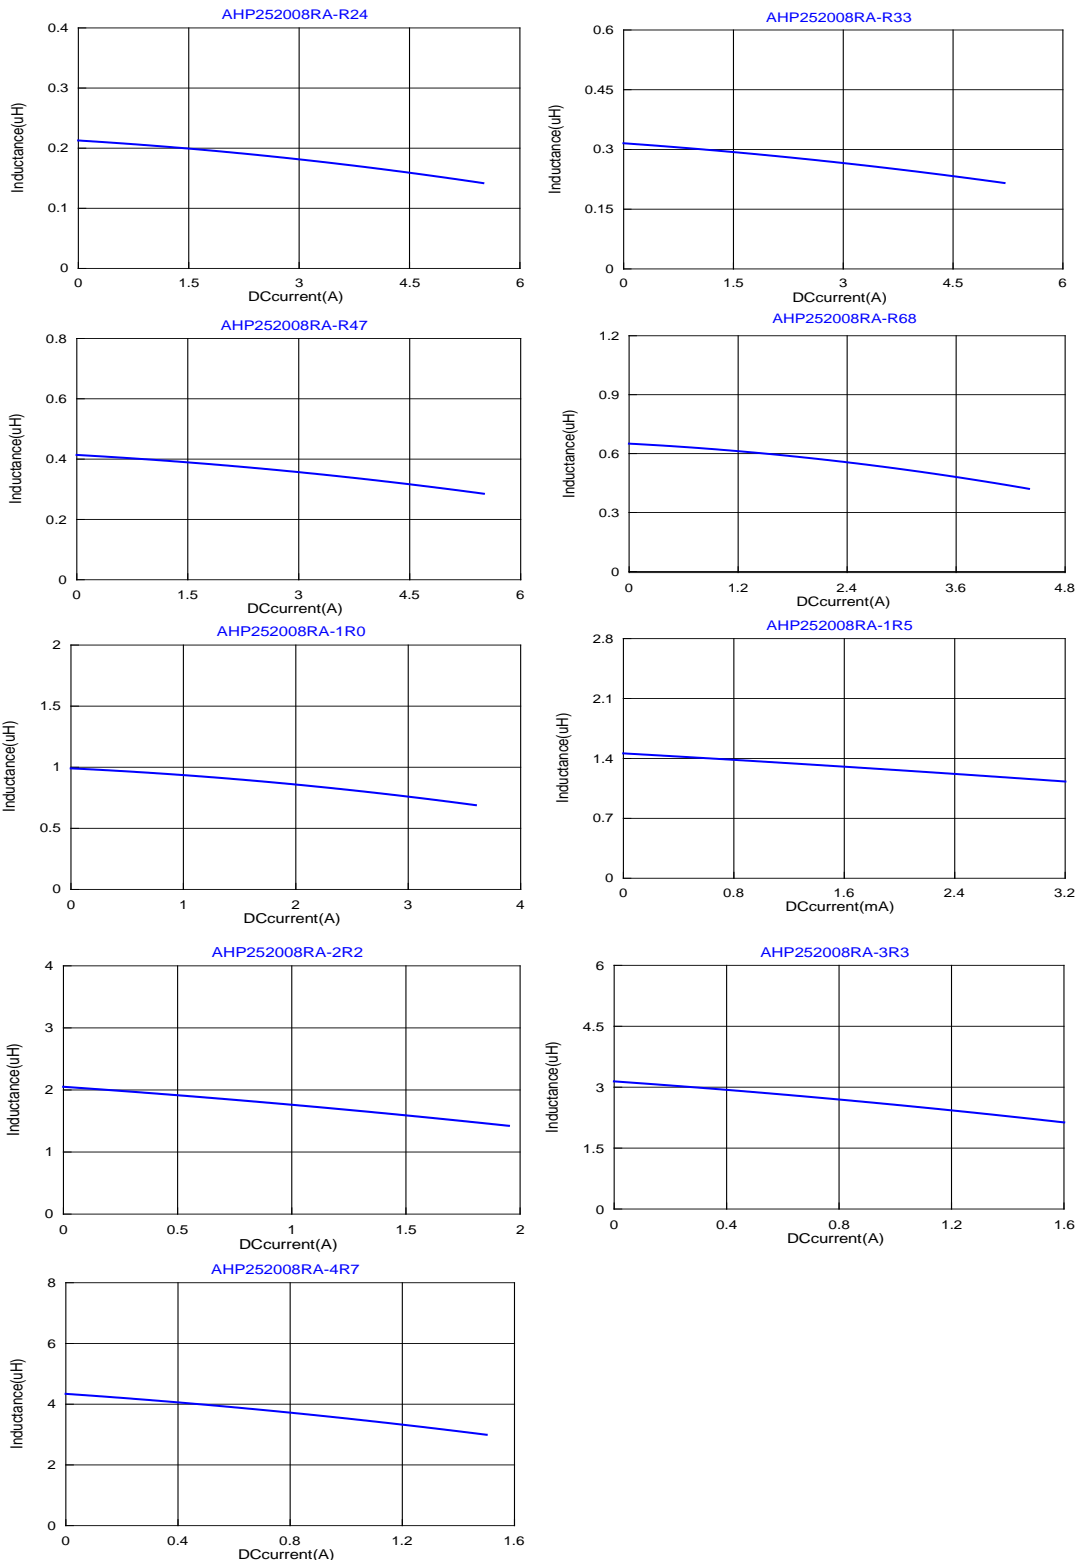 AHP252008RA-R24
0.4
0.3
0.2
0.1
0
Inductance(uH)
0 1.5 3 4.5 6
DCcurrent(A)
AHP252008RA-R33
0.6
0.45
0.3
0.15
0
Inductance(uH)
0 1.5 3 4.5 6
DCcurrent(A)
AHP252008RA-R47
0.8
0.6
0.4
0.2
0
Inductance(uH)
0 1.5 3 4.5 6
DCcurrent(A)
AHP252008RA-R68
1.2
0.9
0.6
0.3
0
Inductance(uH)
0 1.2 2.4 3.6 4.8
DCcurrent(A)
AHP252008RA-1R0
2
1.5
1
0.5
0
Inductance(uH)
0 1 2 3 4
DCcurrent(A)
AHP252008RA-1R5
2.8
2.1
1.4
0.7
0
Inductance(uH)
0 0.8 1.6 2.4 3.2
DCcurrent(mA)
AHP252008RA-2R2
4
3
2
1
0
Inductance(uH)
0 0.5 1 1.5 2
DCcurrent(A)
AHP252008RA-3R3
6
4.5
3
1.5
0
Inductance(uH)
0 0.4 0.8 1.2 1.6
DCcurrent(A)
AHP252008RA-4R7
8
6
4
2
0
Inductance(uH)
0 0.4 0.8 1.2 1.6
DCcurrent(A)